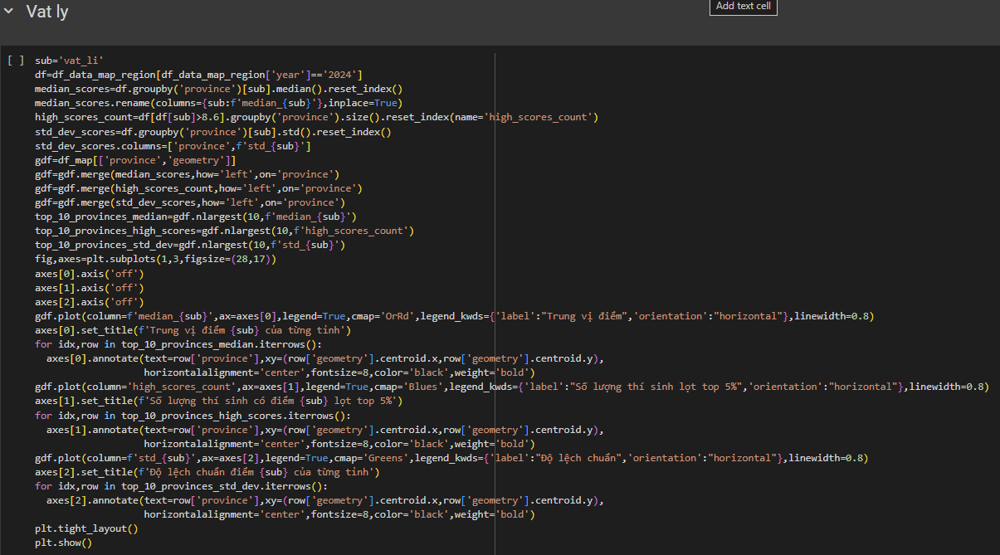 Vat ly
Add text cell
[ ] sub='vat_li'
df=df_data_map_region[df_data_map_region['year']=='2024']
median_scores=df.groupby('province')[sub].median().reset_index()
median_scores.rename(columns={sub:f'median_{sub}'},inplace=True)
high_scores_count=df[df[sub]>8.6].groupby('province').size().reset_index(name='high_scores_count')
std_dev_scores=df.groupby('province')[sub].std().reset_index()
std_dev_scores.columns=['province',f'std_{sub}']
gdf=df_map[['province','geometry']]
gdf=gdf.merge(median_scores,how='left',on='province')
gdf=gdf.merge(high_scores_count,how='left',on='province')
gdf=gdf.merge(std_dev_scores,how='left',on='province')
top_10_provinces_median=gdf.nlargest(10,f'median_{sub}')
top_10_provinces_high_scores=gdf.nlargest(10,f'high_scores_count')
top_10_provinces_std_dev=gdf.nlargest(10,f'std_{sub}')
fig,axes=plt.subplots(1,3,figsize=(28,17))
axes[0].axis('off')
axes[1].axis('off')
axes[2].axis('off')
gdf.plot(column=f'median_{sub}',ax=axes[0],legend=True,cmap='OrRd',legend_kwds={'label':"Trung vị điểm",'orientation':"horizontal"},linewidth=0.8)
axes[0].set_title(f'Trung vị điểm {sub} của từng tỉnh')
for idx,row in top_10_provinces_median.iterrows():
  axes[0].annotate(text=row['province'],xy=(row['geometry'].centroid.x,row['geometry'].centroid.y),
                   horizontalalignment='center',fontsize=8,color='black',weight='bold')
gdf.plot(column='high_scores_count',ax=axes[1],legend=True,cmap='Blues',legend_kwds={'label':"Số lượng thí sinh lọt top 5%",'orientation':"horizontal"},linewidth=0.8)
axes[1].set_title(f'Số lượng thí sinh có điểm {sub} lọt top 5%')
for idx,row in top_10_provinces_high_scores.iterrows():
  axes[1].annotate(text=row['province'],xy=(row['geometry'].centroid.x,row['geometry'].centroid.y),
                   horizontalalignment='center',fontsize=8,color='black',weight='bold')
gdf.plot(column=f'std_{sub}',ax=axes[2],legend=True,cmap='Greens',legend_kwds={'label':"Độ lệch chuẩn",'orientation':"horizontal"},linewidth=0.8)
axes[2].set_title(f'Độ lệch chuẩn điểm {sub} của từng tỉnh')
for idx,row in top_10_provinces_std_dev.iterrows():
  axes[2].annotate(text=row['province'],xy=(row['geometry'].centroid.x,row['geometry'].centroid.y),
                   horizontalalignment='center',fontsize=8,color='black',weight='bold')
plt.tight_layout()
plt.show()